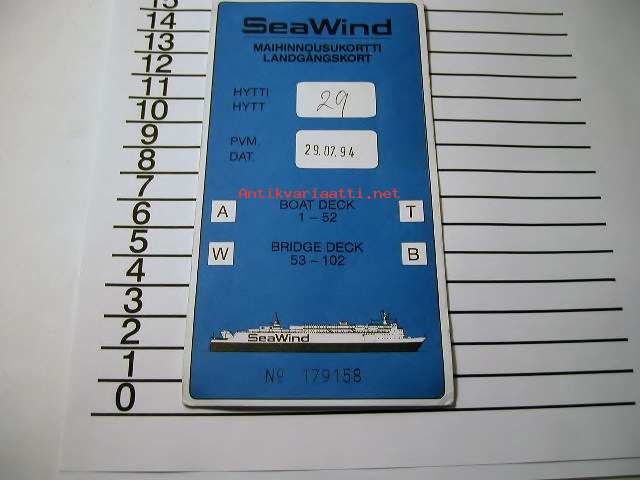 SeaWind
MAIHINNOUSUKORTTI
LANDGÅNGSKORT
HYTTI
HYTT
29
PVM.
DAT.
29.07.94
Antikvariaatti.net
A
BOAT DECK
1 – 52
T
W
BRIDGE DECK
53 – 102
B
SeaWind
Nº 179158
15
14
13
12
11
10
9
8
7
6
5
4
3
2
1
0